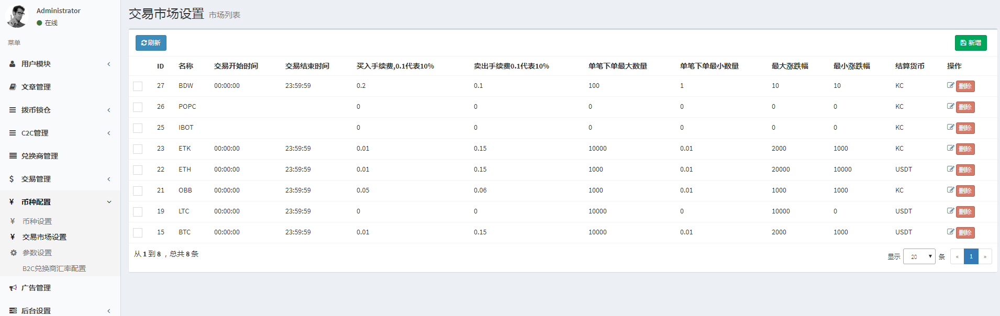 Administrator
在线
菜单
用户模块
文章管理
拨币锁仓
C2C管理
兑换商管理
交易管理
币种配置
币种设置
交易市场设置
参数设置
B2C兑换商汇率配置
广告管理
后台设置
交易市场设置 市场列表
刷新 新增
ID 名称 交易开始时间 交易结束时间 买入手续费,0.1代表10% 卖出手续费0.1代表10% 单笔下单最大数量 单笔下单最小数量 最大涨跌幅 最小涨跌幅 结算货币 操作
27 BDW 00:00:00 23:59:59 0.2 0.1 100 1 10 10 KC 删除
26 POPC 0 0 0 0 0 0 KC 删除
25 IBOT 0 0 0 0 0 0 KC 删除
23 ETK 00:00:00 23:59:59 0.01 0.15 10000 0.01 2000 1000 KC 删除
22 ETH 00:00:00 23:59:59 0.01 0.15 1000 0.01 20000 10000 USDT 删除
21 OBB 00:00:00 23:59:59 0.05 0.06 1000 0.01 1000 1000 KC 删除
19 LTC 00:00:00 23:59:59 0 0 10000 0 10000 0 USDT 删除
15 BTC 00:00:00 23:59:59 0.01 0.15 10000 0.01 2000 1000 USDT 删除
从 1 到 8 ，总共 8 条 显示 20 条 « 1 »